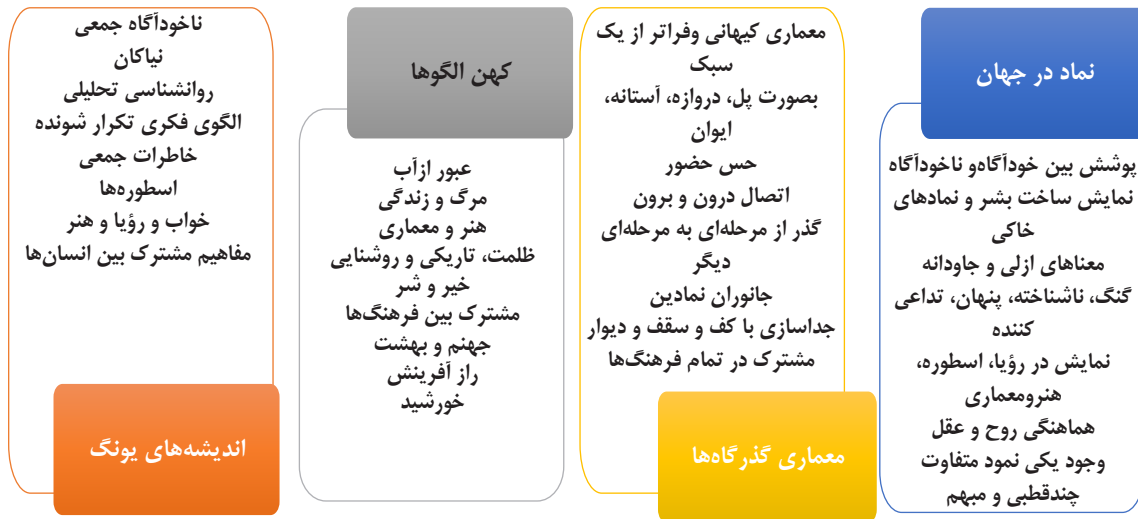 نماد در جهان
پوشش بین خودآگاه‌و ناخودآگاه
نمایش ساخت بشر و نمادهای
خاکی
معناهای ازلی و جاودانه
گنگ، ناشناخته، پنهان، تداعی
کننده
نمایش در رؤیا، اسطوره،
هنرومعماری
هماهنگی روح و عقل
وجود یکی نمود متفاوت
چندقطبی و مبهم
معماری کیهانی وفراتر از یک
سبک
بصورت پل، دروازه، آستانه،
ایوان
حس حضور
اتصال درون و برون
گذر از مرحله‌ای به مرحله‌ای
دیگر
جانوران نمادین
جداسازی با کف و سقف و دیوار
مشترک در تمام فرهنگ‌ها
معماری گذرگاه‌ها
کهن الگوها
عبور ازآب
مرگ و زندگی
هنر و معماری
ظلمت، تاریکی و روشنایی
خیر و شر
مشترک بین فرهنگ‌ها
جهنم و بهشت
راز آفرینش
خورشید
ناخودآگاه جمعی
نیاکان
روانشناسی تحلیلی
الگوی فکری تکرار شونده
خاطرات جمعی
اسطوره‌ها
خواب و رؤیا و هنر
مفاهیم مشترک بین انسان‌ها
اندیشه‌های یونگ